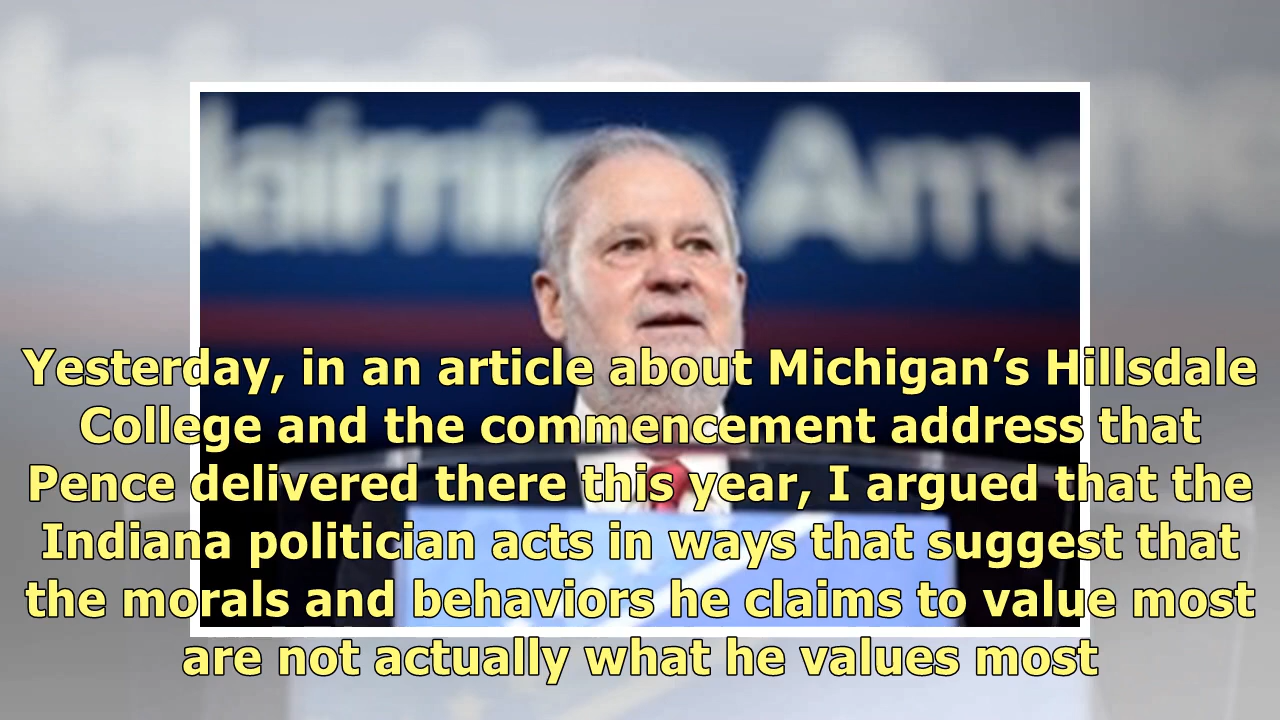 laiming Ame
Yesterday, in an article about Michigan’s Hillsdale
College and the commencement address that
Pence delivered there this year, I argued that the
Indiana politician acts in ways that suggest that
the morals and behaviors he claims to value most
are not actually what he values most